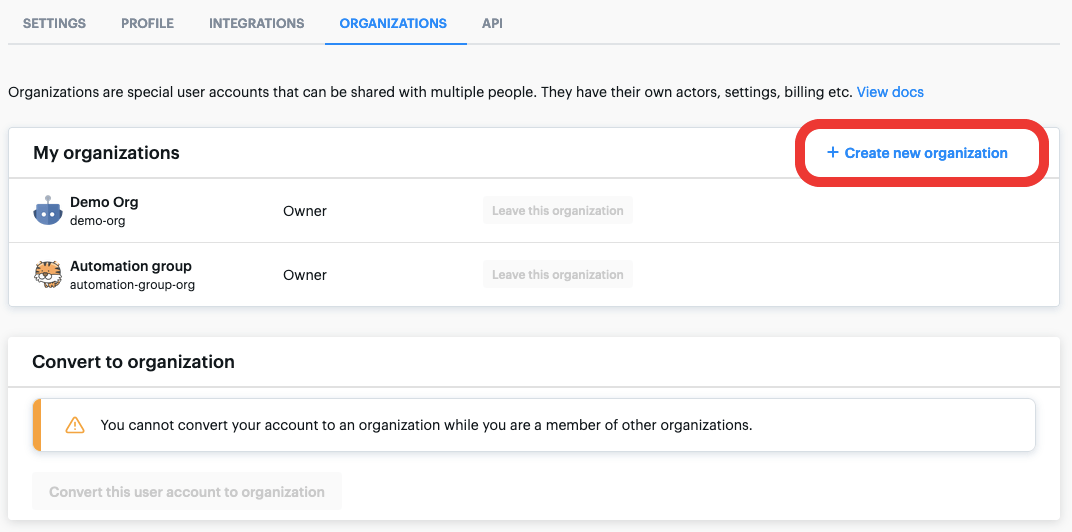 SETTINGS PROFILE INTEGRATIONS ORGANIZATIONS API
Organizations are special user accounts that can be shared with multiple people. They have their own actors, settings, billing etc. View docs
My organizations + Create new organization
Demo Org
demo-org
Owner Leave this organization
Automation group
automation-group-org
Owner Leave this organization
Convert to organization
You cannot convert your account to an organization while you are a member of other organizations.
Convert this user account to organization